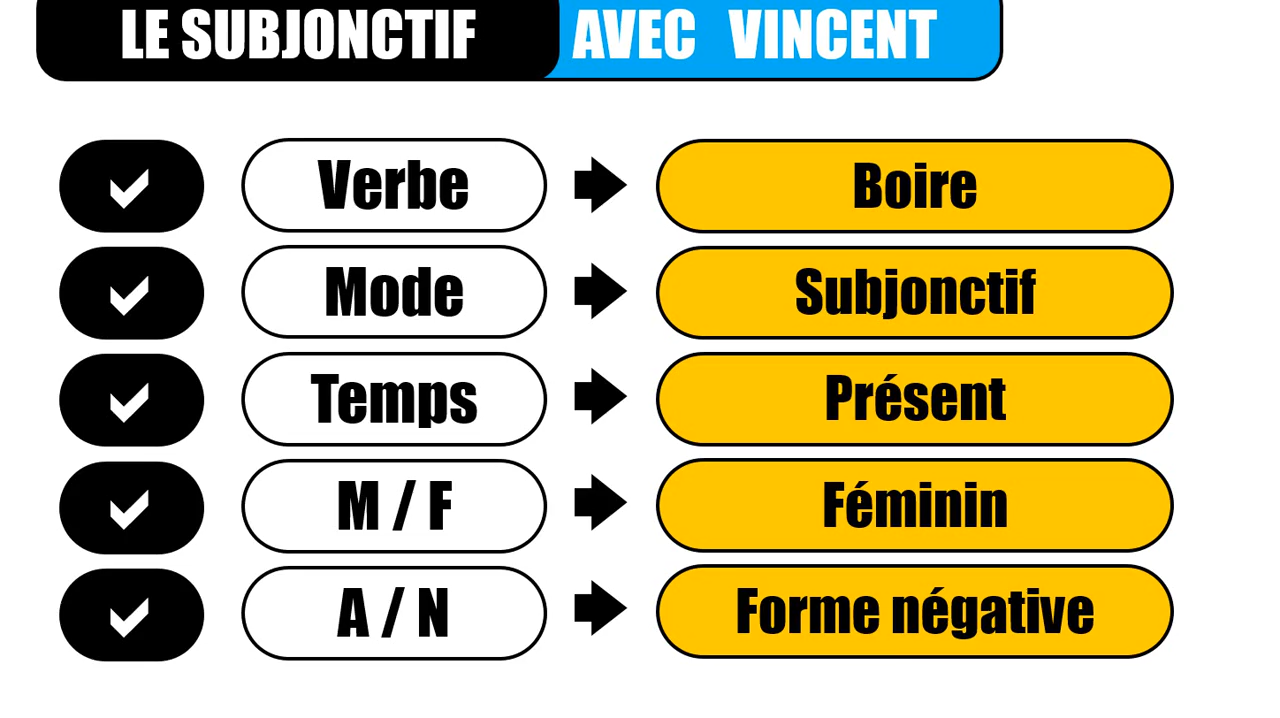 LE SUBJONCTIF AVEC VINCENT
Verbe Boire
Mode Subjonctif
Temps Présent
M / F Féminin
A / N Forme négative